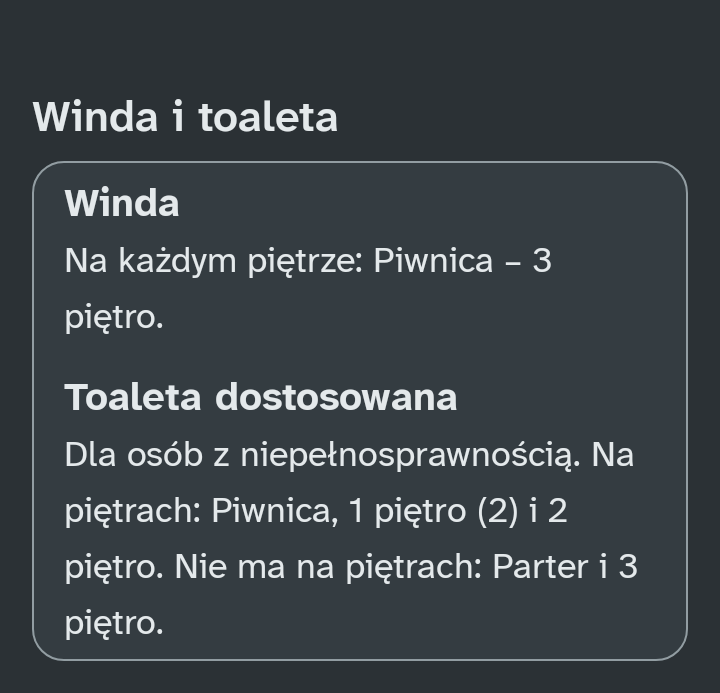 Winda i toaleta
Winda
Na każdym piętrze: Piwnica – 3
piętro.
Toaleta dostosowana
Dla osób z niepełnosprawnością. Na
piętrach: Piwnica, 1 piętro (2) i 2
piętro. Nie ma na piętrach: Parter i 3
piętro.